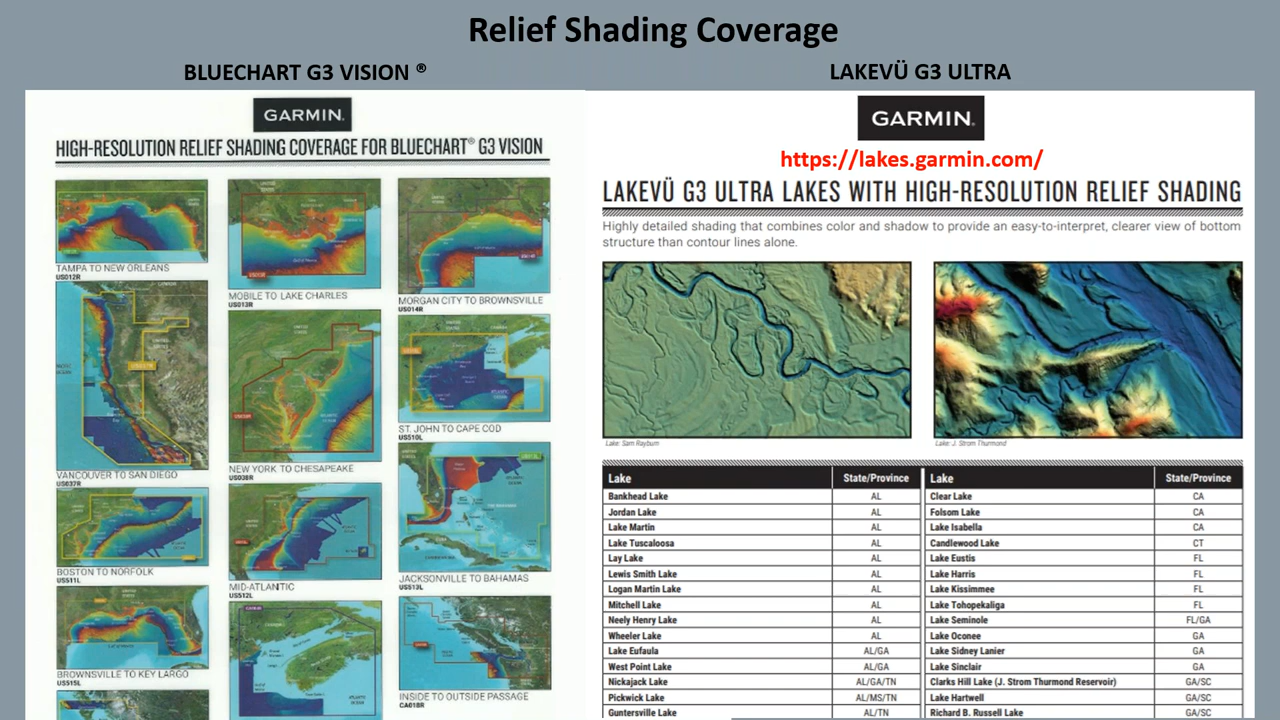 Relief Shading Coverage
BLUECHART G3 VISION ®
LAKEVÜ G3 ULTRA
GARMIN
HIGH-RESOLUTION RELIEF SHADING COVERAGE FOR BLUECHART® G3 VISION
TAMPA TO NEW ORLEANS
US012R
MOBILE TO LAKE CHARLES
US013R
MORGAN CITY TO BROWNSVILLE
US014R
VANCOUVER TO SAN DIEGO
US037R
NEW YORK TO CHESAPEAKE
US038R
ST. JOHN TO CAPE COD
US510L
BOSTON TO NORFOLK
US511L
MID-ATLANTIC
US512L
JACKSONVILLE TO BAHAMAS
US513L
BROWNSVILLE TO KEY LARGO
US515L
INSIDE TO OUTSIDE PASSAGE
CA018R
GARMIN
https://lakes.garmin.com/
LAKEVÜ G3 ULTRA LAKES WITH HIGH-RESOLUTION RELIEF SHADING
Highly detailed shading that combines color and shadow to provide an easy-to-interpret, clearer view of bottom
structure than contour lines alone.
Lake: Sam Rayburn
Lake: J. Strom Thurmond
Lake State/Province Lake State/Province
Bankhead Lake AL Clear Lake CA
Jordan Lake AL Folsom Lake CA
Lake Martin AL Lake Isabella CA
Lake Tuscaloosa AL Candlewood Lake CT
Lay Lake AL Lake Eustis FL
Lewis Smith Lake AL Lake Harris FL
Logan Martin Lake AL Lake Kissimmee FL
Mitchell Lake AL Lake Tohopekaliga FL
Neely Henry Lake AL Lake Seminole FL/GA
Wheeler Lake AL Lake Oconee GA
Lake Eufaula AL/GA Lake Sidney Lanier GA
West Point Lake AL/GA Lake Sinclair GA
Nickajack Lake AL/GA/TN Clarks Hill Lake (J. Strom Thurmond Reservoir) GA/SC
Pickwick Lake AL/MS/TN Lake Hartwell GA/SC
Guntersville Lake AL/TN Richard B. Russell Lake GA/SC